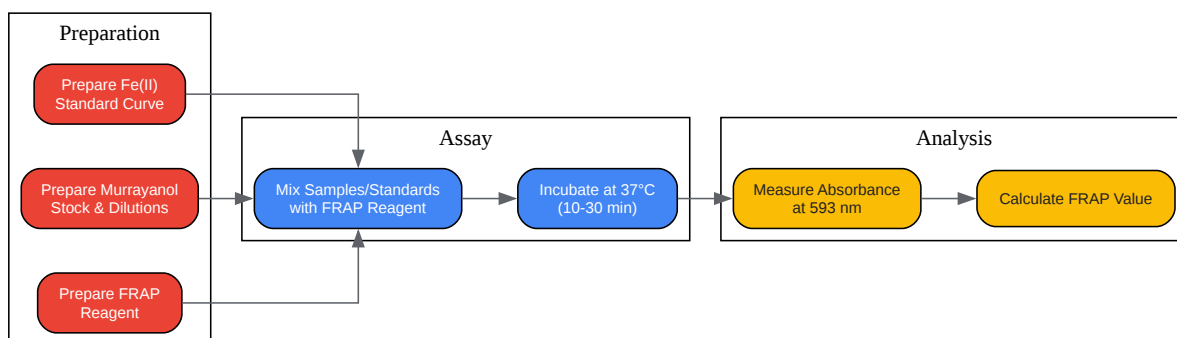 Preparation
Prepare Fe(II)
Standard Curve
Prepare Murrayanol
Stock & Dilutions
Prepare FRAP
Reagent
Assay
Mix Samples/Standards
with FRAP Reagent
Incubate at 37°C
(10-30 min)
Analysis
Measure Absorbance
at 593 nm
Calculate FRAP Value